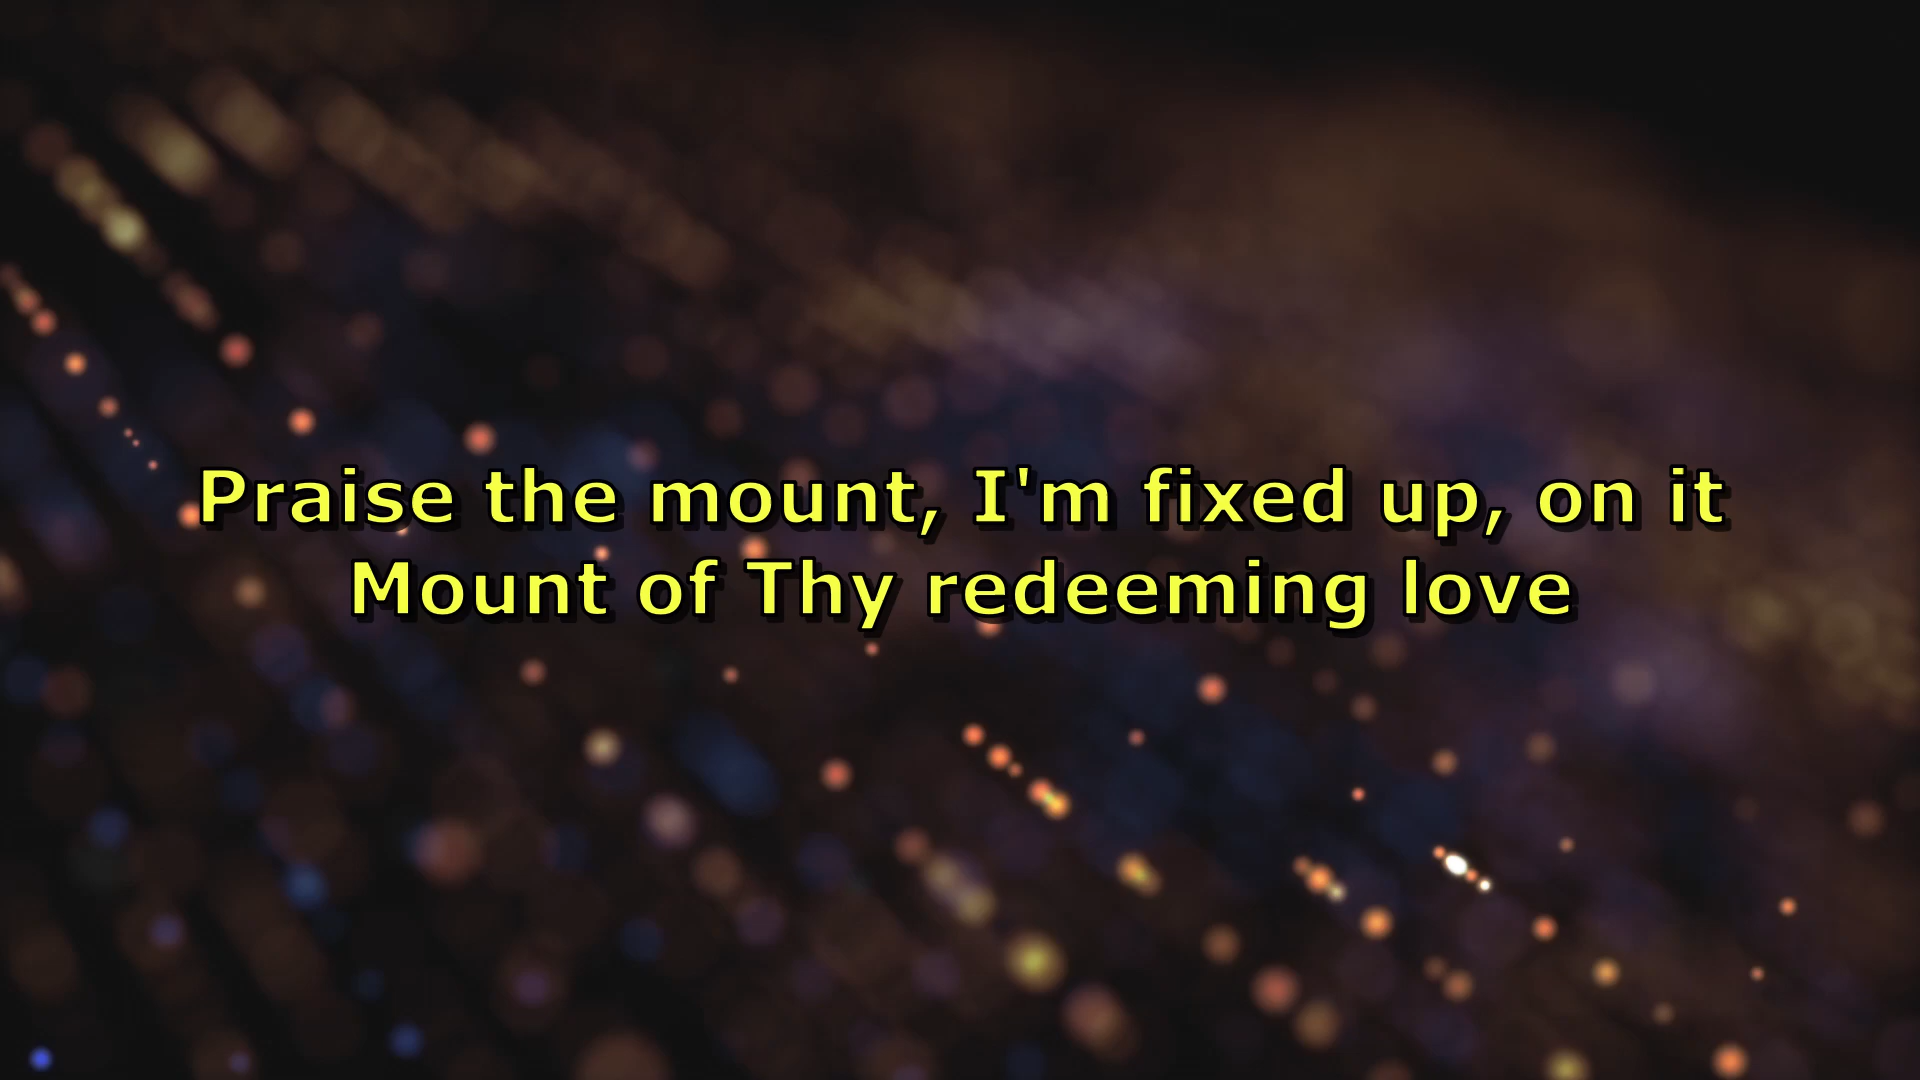 Praise the mount, I'm fixed up, on it
Mount of Thy redeeming love